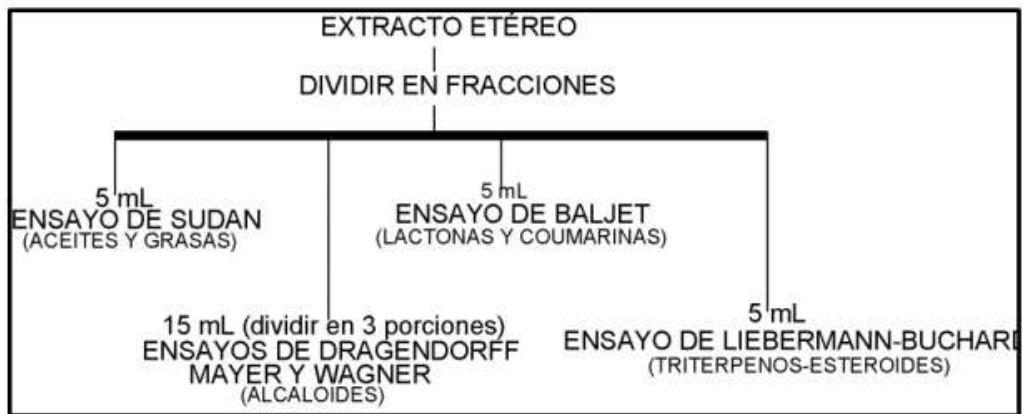 EXTRACTO ETÉREO
DIVIDIR EN FRACCIONES
5 mL
ENSAYO DE SUDAN
(ACEITES Y GRASAS)
15 mL (dividir en 3 porciones)
ENSAYOS DE DRAGENDORFF
MAYER Y WAGNER
(ALCALOIDES)
5 mL
ENSAYO DE BALJET
(LACTONAS Y COUMARINAS)
5 mL
ENSAYO DE LIEBERMANN-BUCHARD
(TRITERPENOS-ESTEROIDES)